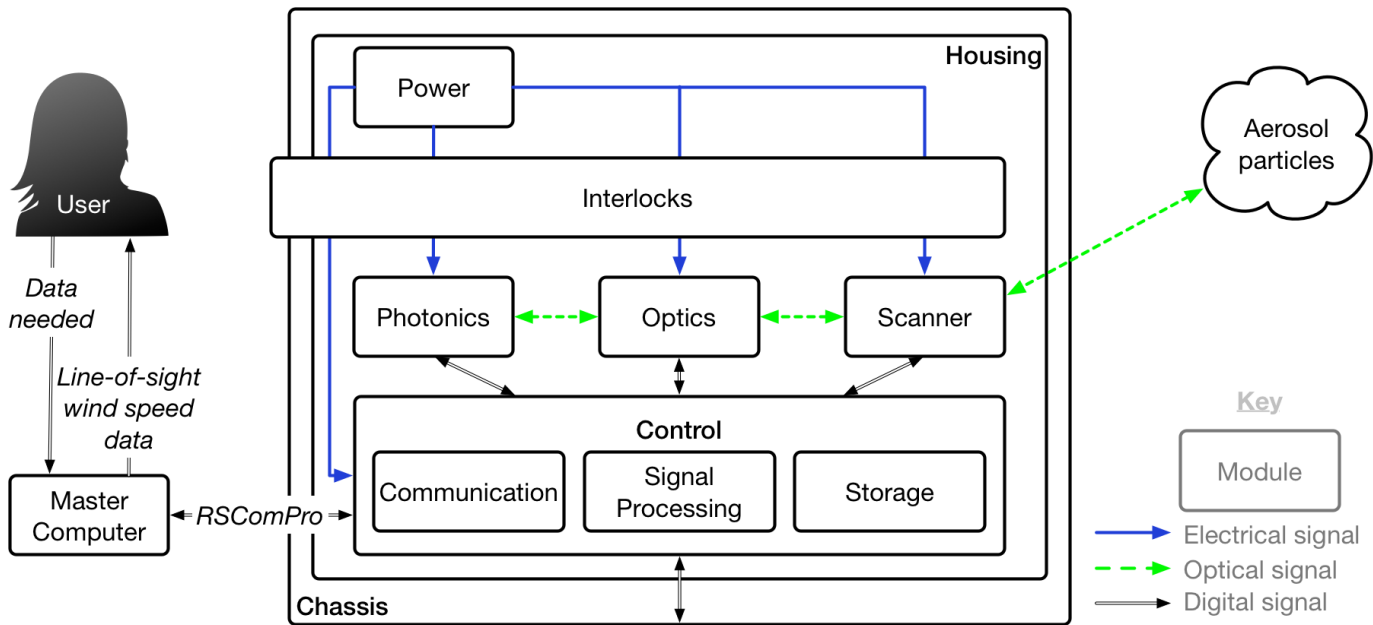 Housing
Power
Aerosol
particles
Interlocks
User
Data
needed
Photonics
Optics
Scanner
Line-of-sight
wind speed
data
Key
Control
Module
Communication
Signal
Processing
Storage
Master
Computer
RSComPro
Electrical signal
Optical signal
Digital signal
Chassis